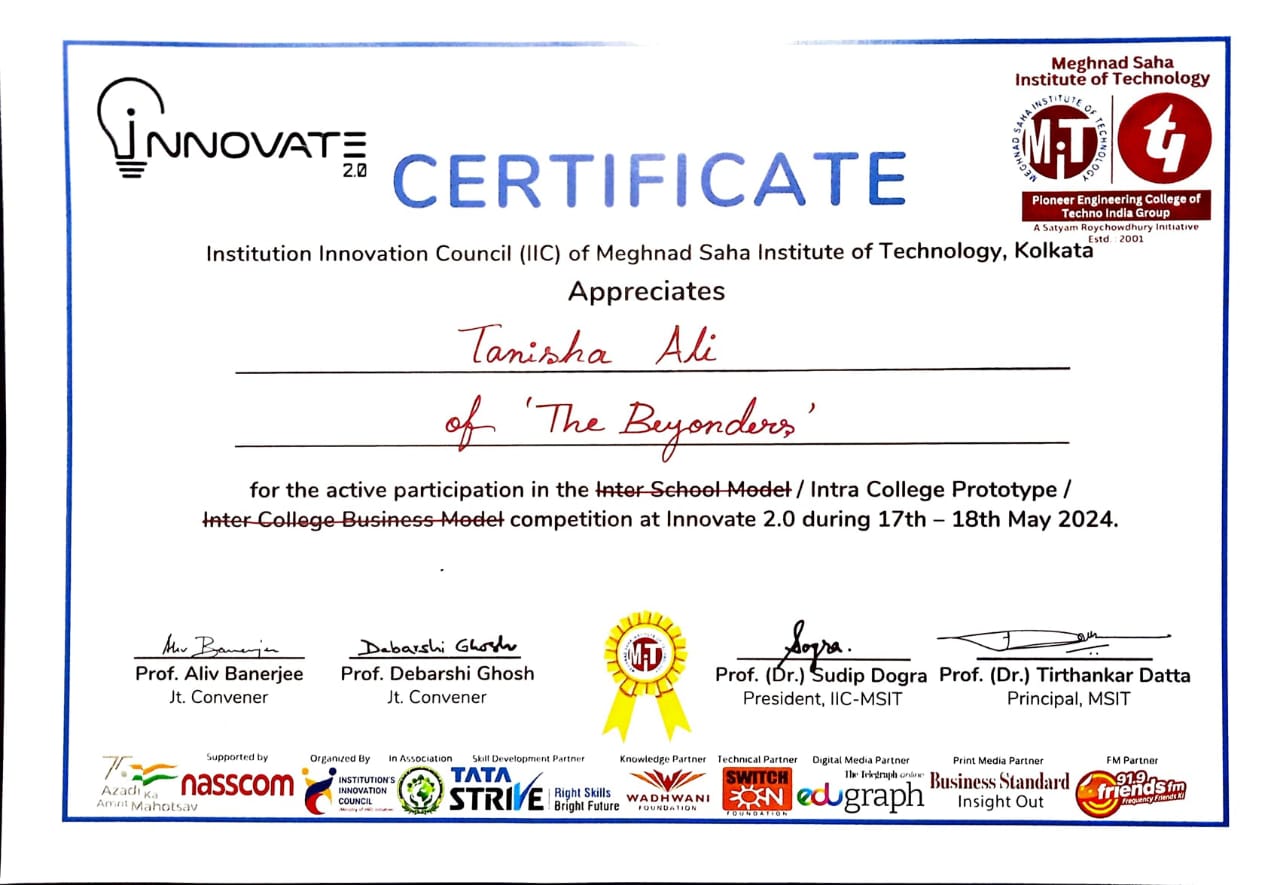 iNNOVATE
2.0
Meghnad Saha
Institute of Technology
MEGHNAD SAHA INSTITUTE OF TECHNOLOGY
MiT
Pioneer Engineering College of
Techno India Group
A Satyam Roychowdhury Initiative
Estd. : 2001
CERTIFICATE
Institution Innovation Council (IIC) of Meghnad Saha Institute of Technology, Kolkata
Appreciates
Tanisha Ali
of 'The Beyonders'
for the active participation in the Inter School Model / Intra College Prototype /
Inter College Business Model competition at Innovate 2.0 during 17th – 18th May 2024.
MiT
Aliv Banerjee
Prof. Aliv Banerjee
Jt. Convener
Debarshi Ghosh
Prof. Debarshi Ghosh
Jt. Convener
Dogra.
Prof. (Dr.) Sudip Dogra
President, IIC-MSIT
Prof. (Dr.) Tirthankar Datta
Principal, MSIT
Azadi Ka
Amrit Mahotsav
Supported by
nasscom
Organized By
INSTITUTION'S
INNOVATION
COUNCIL
In Association
Skill Development Partner
TATA
STRIVE
Right Skills
Bright Future
Knowledge Partner
WADHWANI
FOUNDATION
Technical Partner
SWITCH
ON
FOUNDATION
Digital Media Partner
The Telegraph online
edugraph
Print Media Partner
Business Standard
Insight Out
FM Partner
91.9
friends fm
Frequency Friends Ki